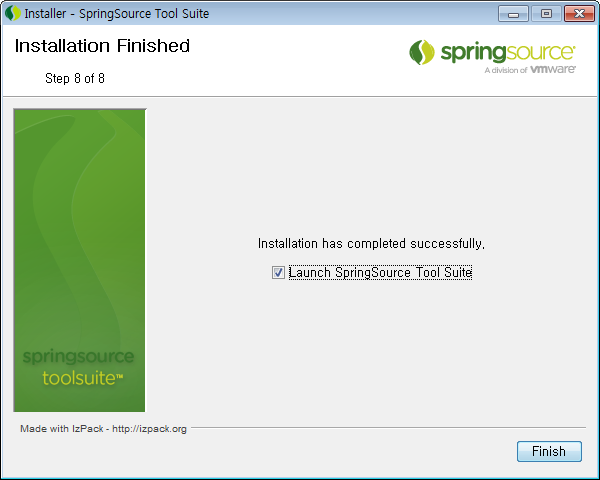 Installer - SpringSource Tool Suite
Installation Finished
Step 8 of 8
springsource
A division of vmware
Installation has completed successfully.
Launch SpringSource Tool Suite
springsource
toolsuite™
Made with IzPack - http://izpack.org
Finish